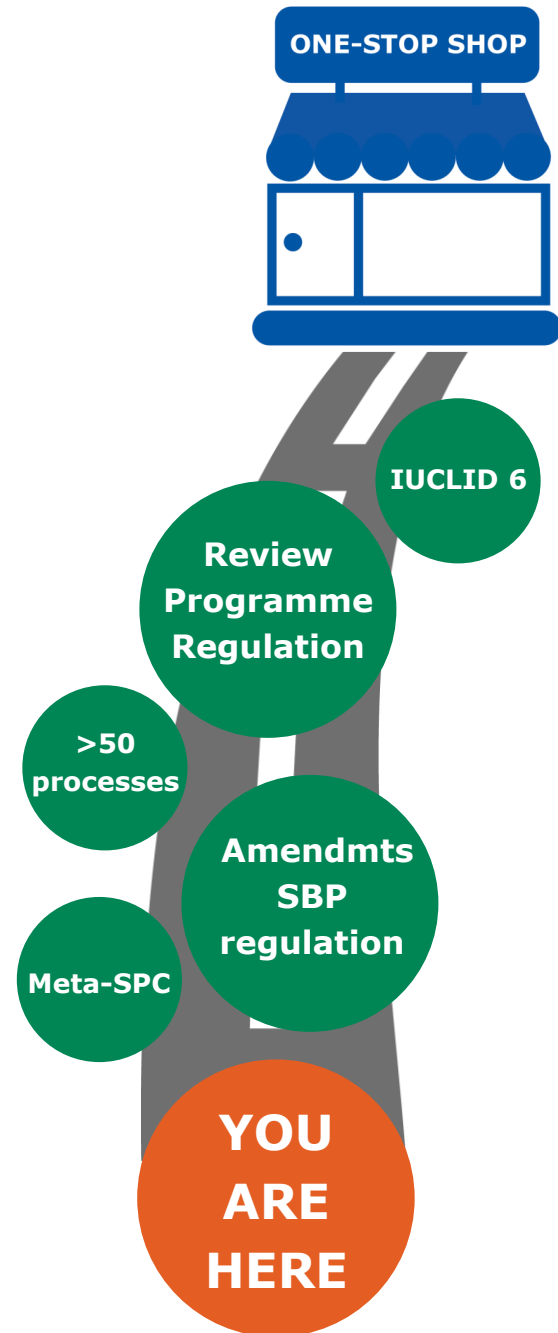 ONE-STOP SHOP
IUCLID 6
Review
Programme
Regulation
>50
processes
Amendmts
SBP
regulation
Meta-SPC
YOU
ARE
HERE